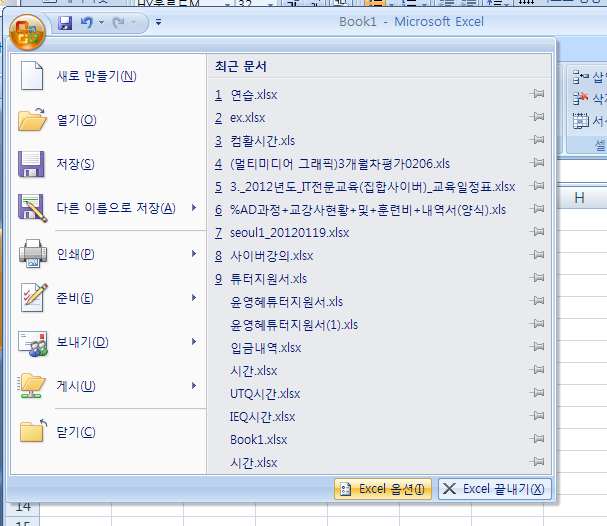 Book1 - Microsoft Excel
최근 문서
새로 만들기(N)
열기(O)
저장(S)
다른 이름으로 저장(A)
인쇄(P)
준비(E)
보내기(D)
게시(U)
닫기(C)
1 연습.xlsx
2 ex.xlsx
3 컴활시간.xls
4 (멀티미디어 그래픽)3개월차평가0206.xls
5 3._2012년도_IT전문교육(집합사이버)_교육일정표.xlsx
6 %AD과정+교강사현황+및+훈련비+내역서(양식).xls
7 seoul1_20120119.xlsx
8 사이버강의.xlsx
9 튜터지원서.xls
윤영혜튜터지원서.xls
윤영혜튜터지원서(1).xls
입금내역.xlsx
시간.xlsx
UTQ시간.xlsx
IEQ시간.xlsx
Book1.xlsx
시간.xlsx
Excel 옵션(I)
Excel 끝내기(X)
H
14